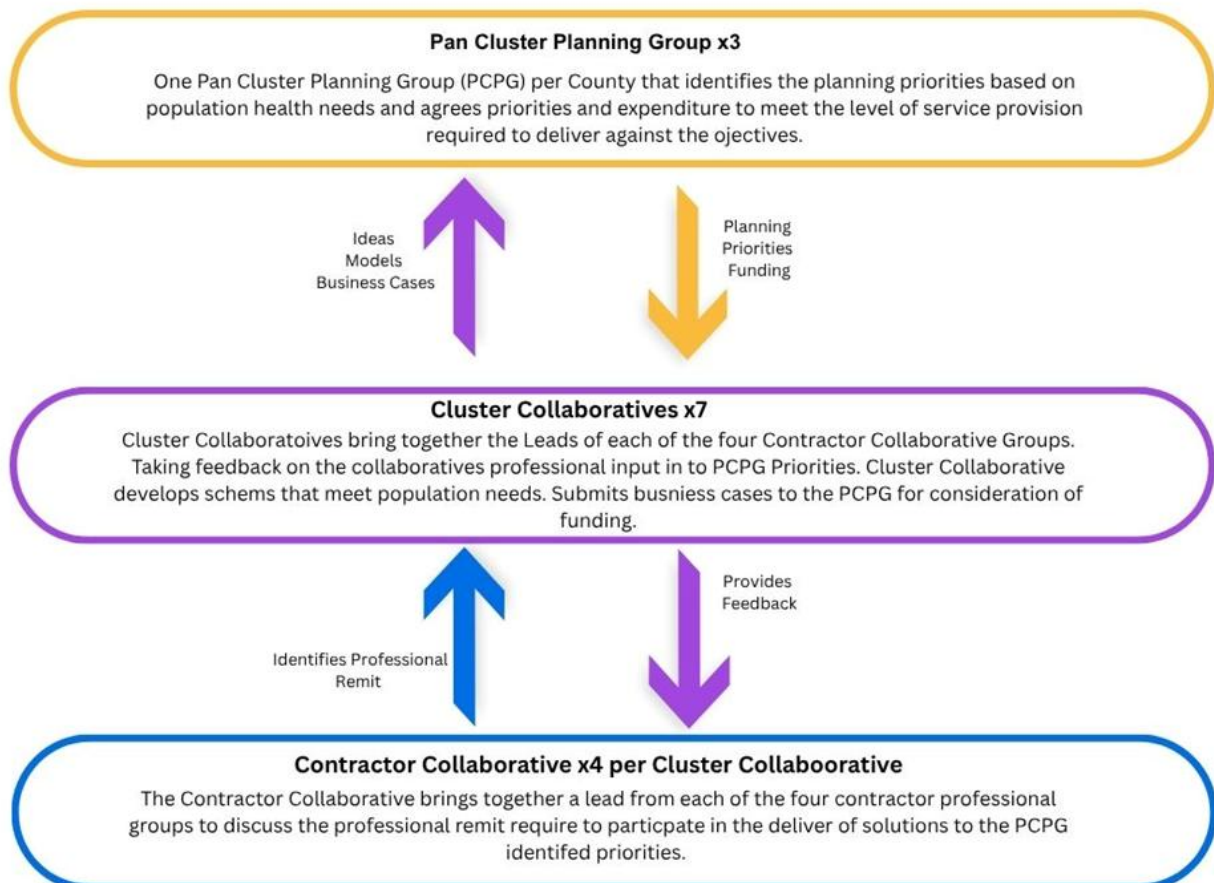 Pan Cluster Planning Group x3
One Pan Cluster Planning Group (PCPG) per County that identifies the planning priorities based on
population health needs and agrees priorities and expenditure to meet the level of service provision
required to deliver against the ojectives.
Ideas
Models
Business Cases
Planning
Priorities
Funding
Cluster Collaboratives x7
Cluster Collaboratoives bring together the Leads of each of the four Contractor Collaborative Groups.
Taking feedback on the collaboratives professional input in to PCPG Priorities. Cluster Collaborative
develops schems that meet population needs. Submits busniess cases to the PCPG for consideration of
funding.
Identifies Professional
Remit
Provides
Feedback
Contractor Collaborative x4 per Cluster Collaboorative
The Contractor Collaborative brings together a lead from each of the four contractor professional
groups to discuss the professional remit require to particpate in the deliver of solutions to the PCPG
identifed priorities.